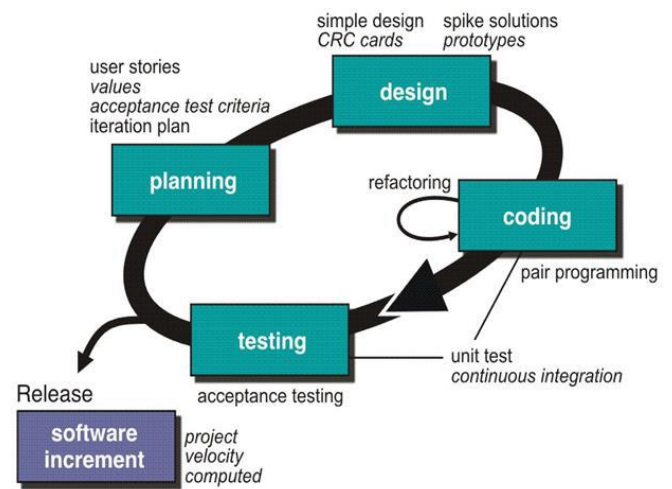 simple design
CRC cards
spike solutions
prototypes
user stories
values
acceptance test criteria
iteration plan
design
planning
refactoring
coding
pair programming
testing
unit test
continuous integration
acceptance testing
Release
software
increment
project
velocity
computed